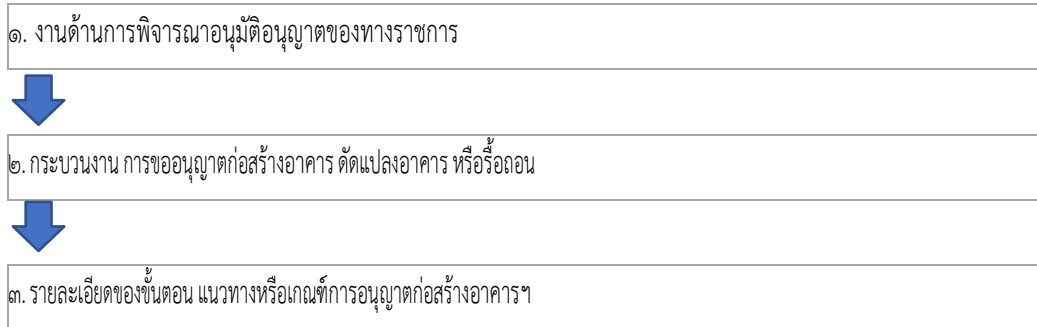 ๑. งานด้านการพิจารณาอนุมัติอนุญาตของทางราชการ
๒. กระบวนงาน การขออนุญาตก่อสร้างอาคาร ดัดแปลงอาคาร หรือรื้อถอน
๓. รายละเอียดของขั้นตอน แนวทางหรือเกณฑ์การอนุญาตก่อสร้างอาคารฯ